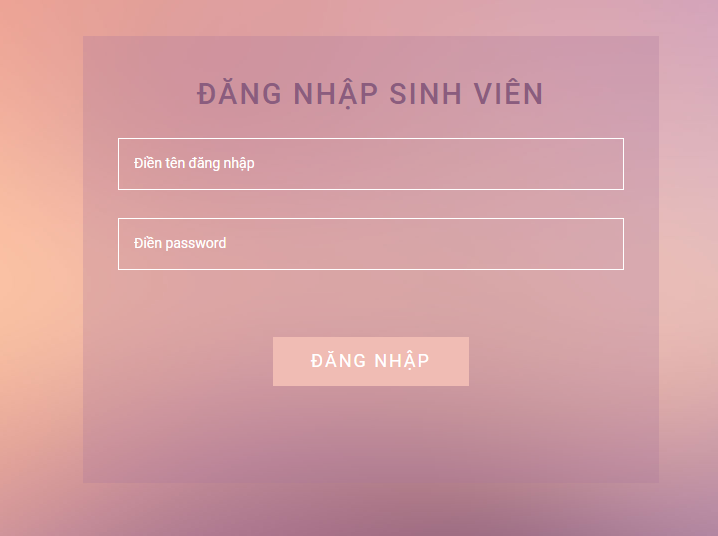 ĐĂNG NHẬP SINH VIÊN
Điền tên đăng nhập
Điền password
ĐĂNG NHẬP